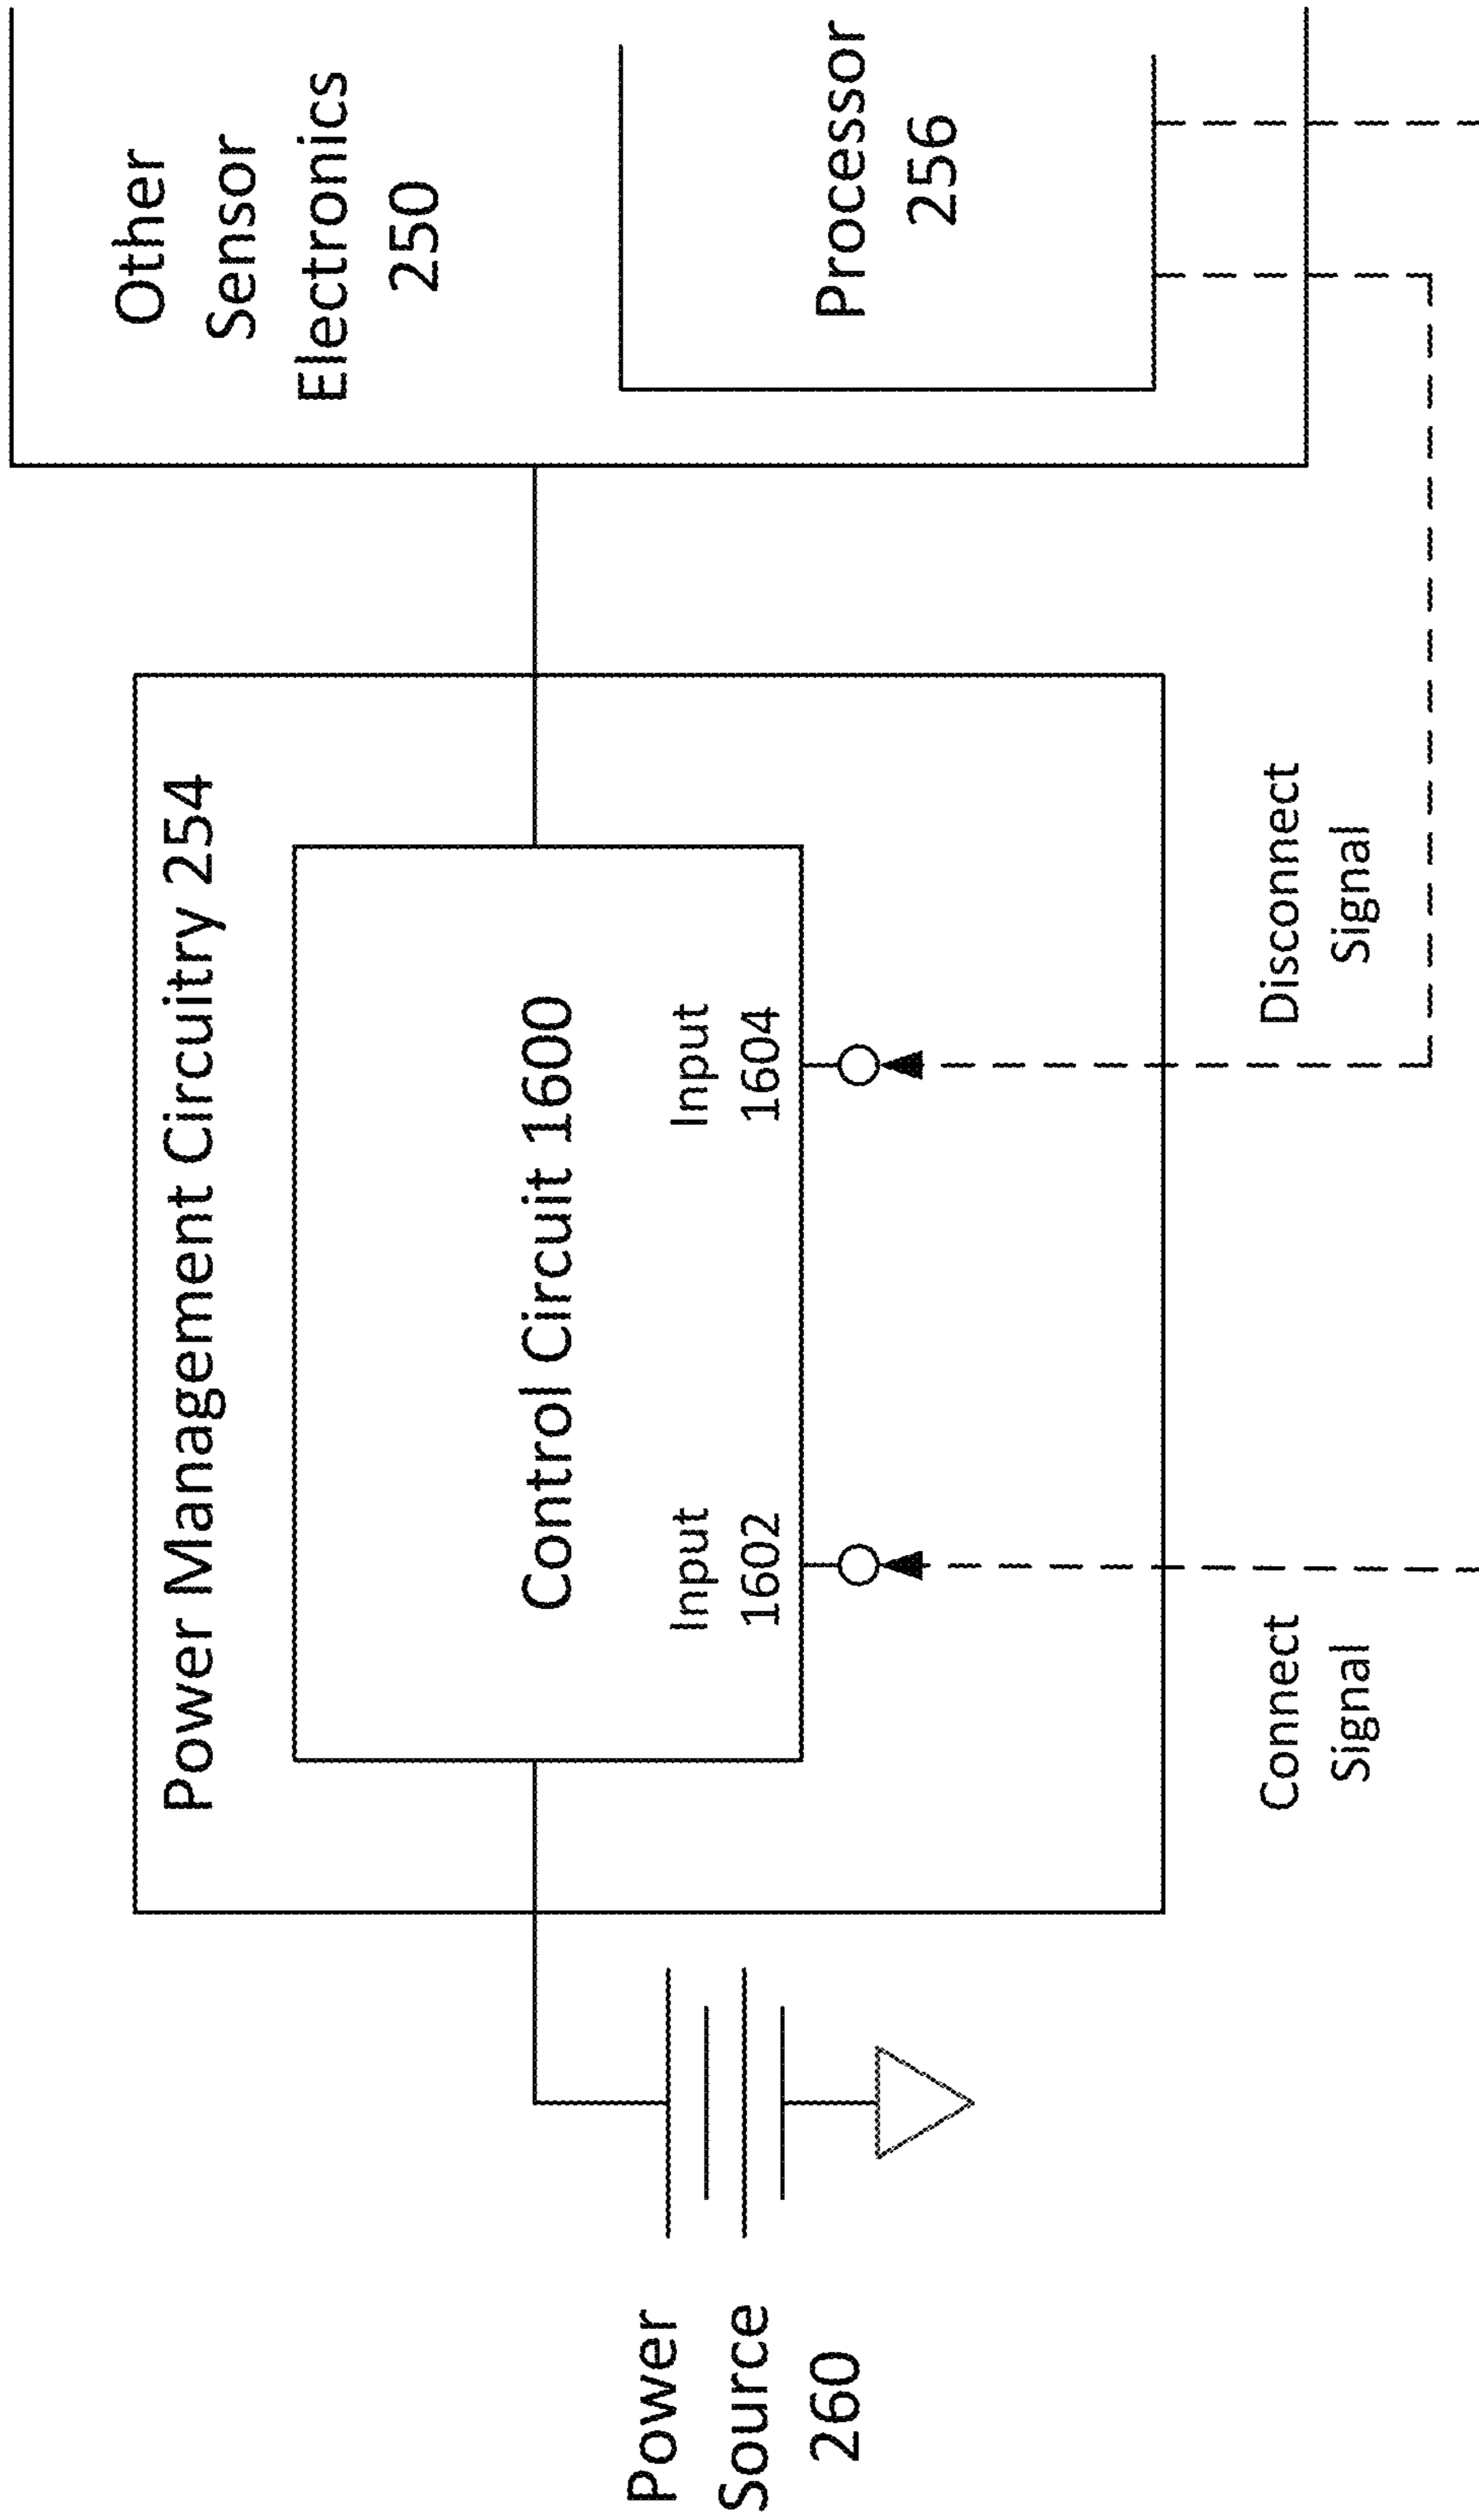 Power
Source
260
Power Management Circuitry 254
Control Circuit 1600
Input
1602
Input
1604
Connect
Signal
Disconnect
Signal
Other
Sensor
Electronics
250
Processor
256